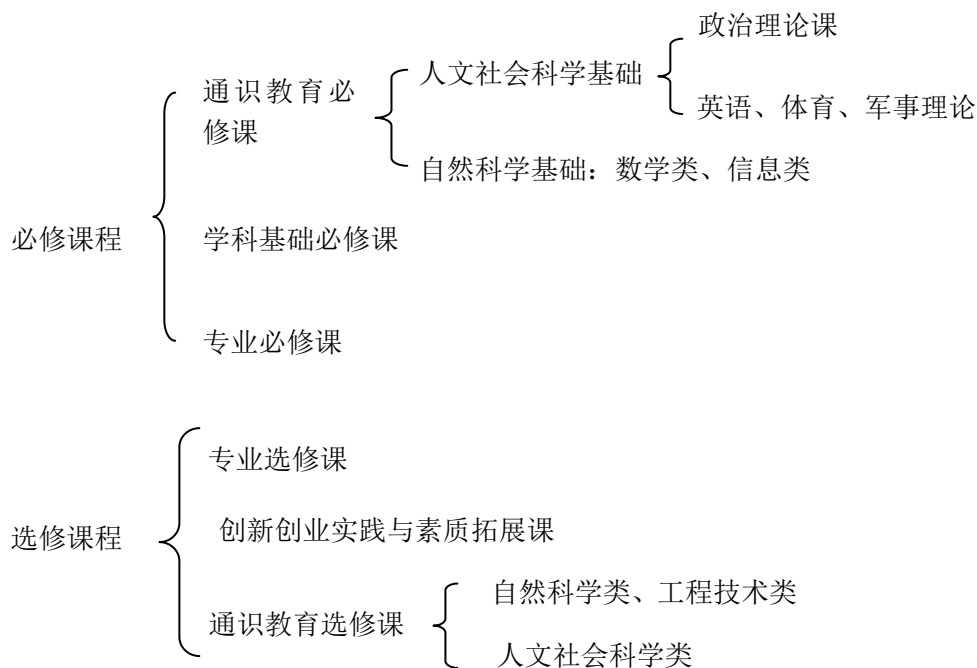 政治理论课
人文社会科学基础
通识教育必
修课
英语、体育、军事理论
自然科学基础：数学类、信息类
必修课程
学科基础必修课
专业必修课
专业选修课
选修课程
创新创业实践与素质拓展课
自然科学类、工程技术类
通识教育选修课
人文社会科学类